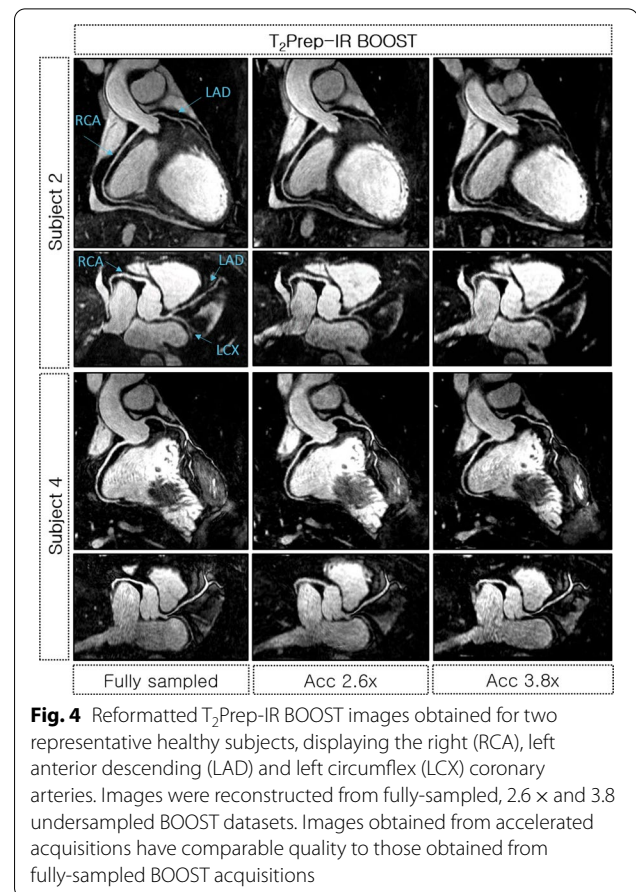 T₂Prep-IR BOOST
Subject 2
LAD
RCA
RCA
LAD
LCX
Subject 4
Fully sampled
Acc 2.6x
Acc 3.8x
Fig. 4 Reformatted T₂Prep-IR BOOST images obtained for two
representative healthy subjects, displaying the right (RCA), left
anterior descending (LAD) and left circumflex (LCX) coronary
arteries. Images were reconstructed from fully-sampled, 2.6 × and 3.8
undersampled BOOST datasets. Images obtained from accelerated
acquisitions have comparable quality to those obtained from
fully-sampled BOOST acquisitions